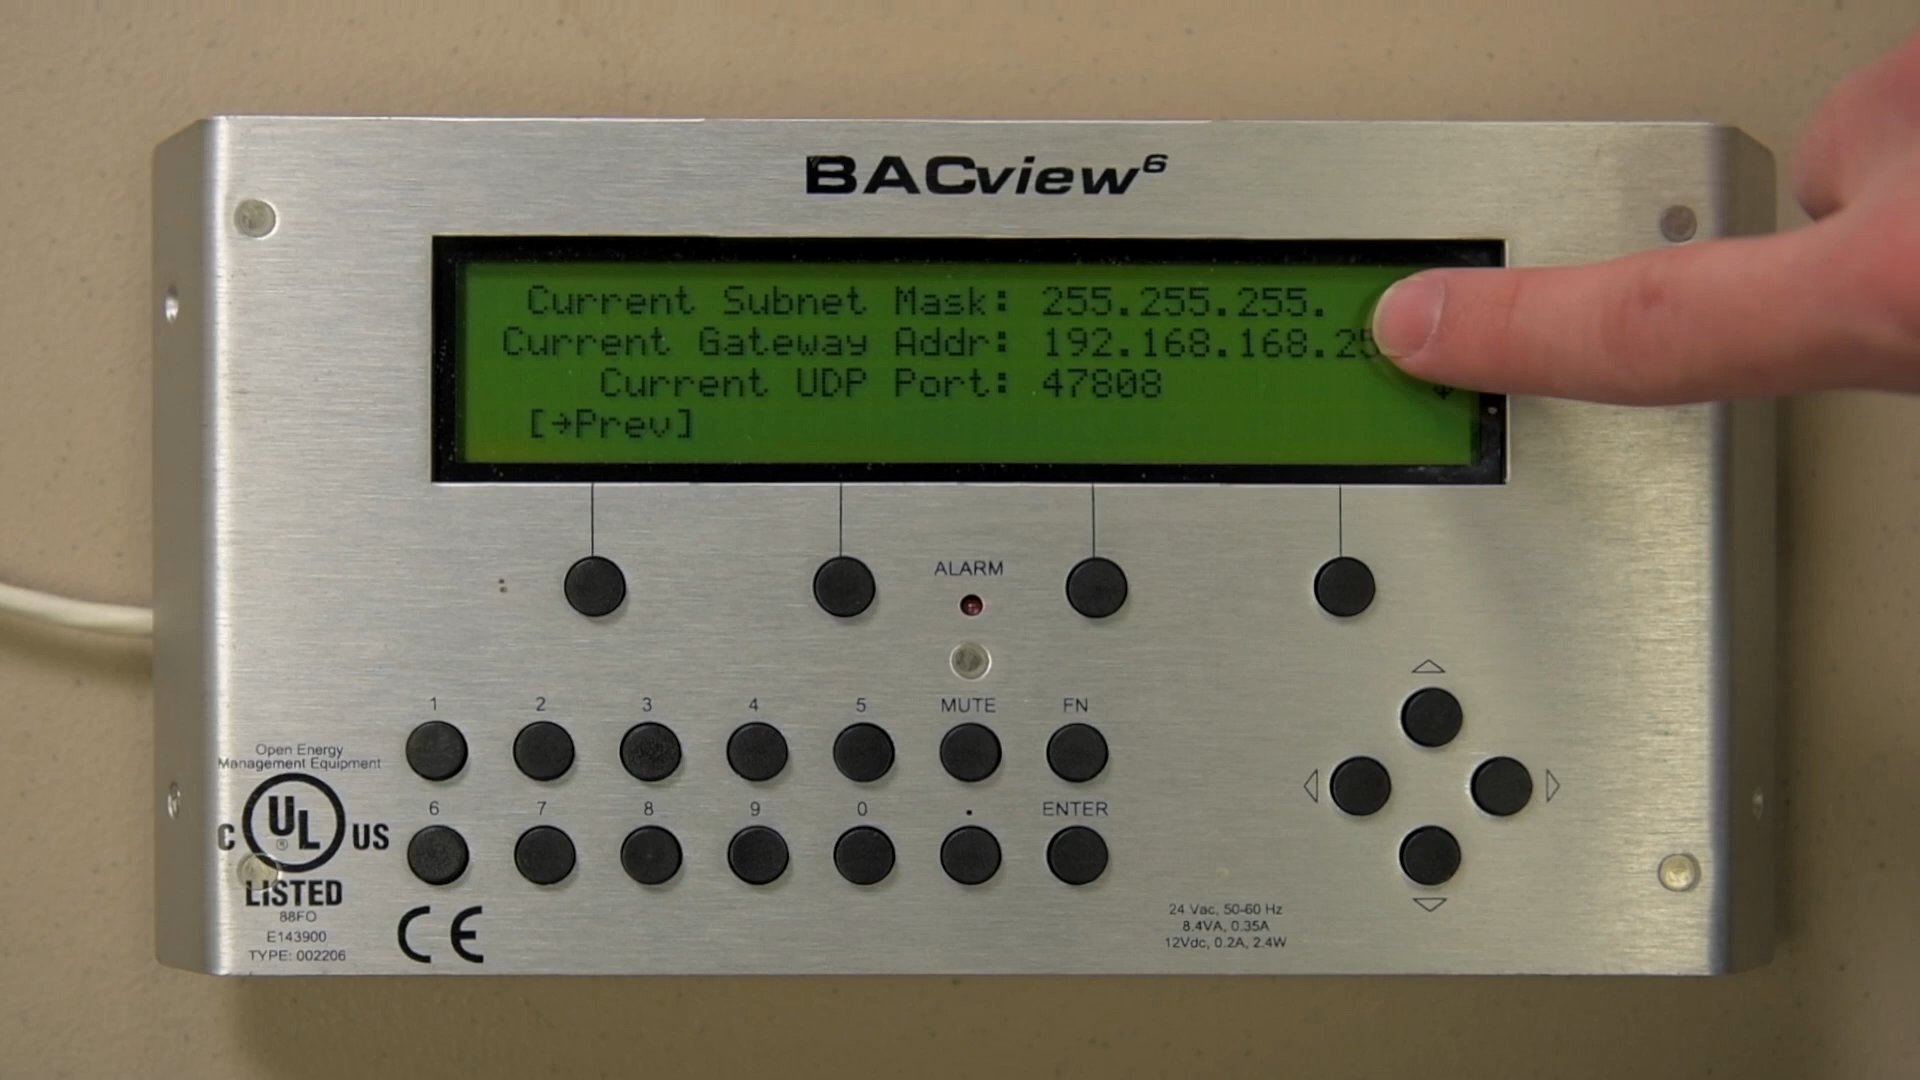 BACview⁶
Current Subnet Mask: 255.255.255.
Current Gateway Addr: 192.168.168.25
Current UDP Port: 47808
[→Prev]
ALARM
1 2 3 4 5 MUTE FN
6 7 8 9 0 . ENTER
Open Energy
Management Equipment
C UL ® US
LISTED
88FO
E143900
TYPE: 002206
CE
24 Vac, 50-60 Hz
8.4VA, 0.35A
12Vdc, 0.2A, 2.4W